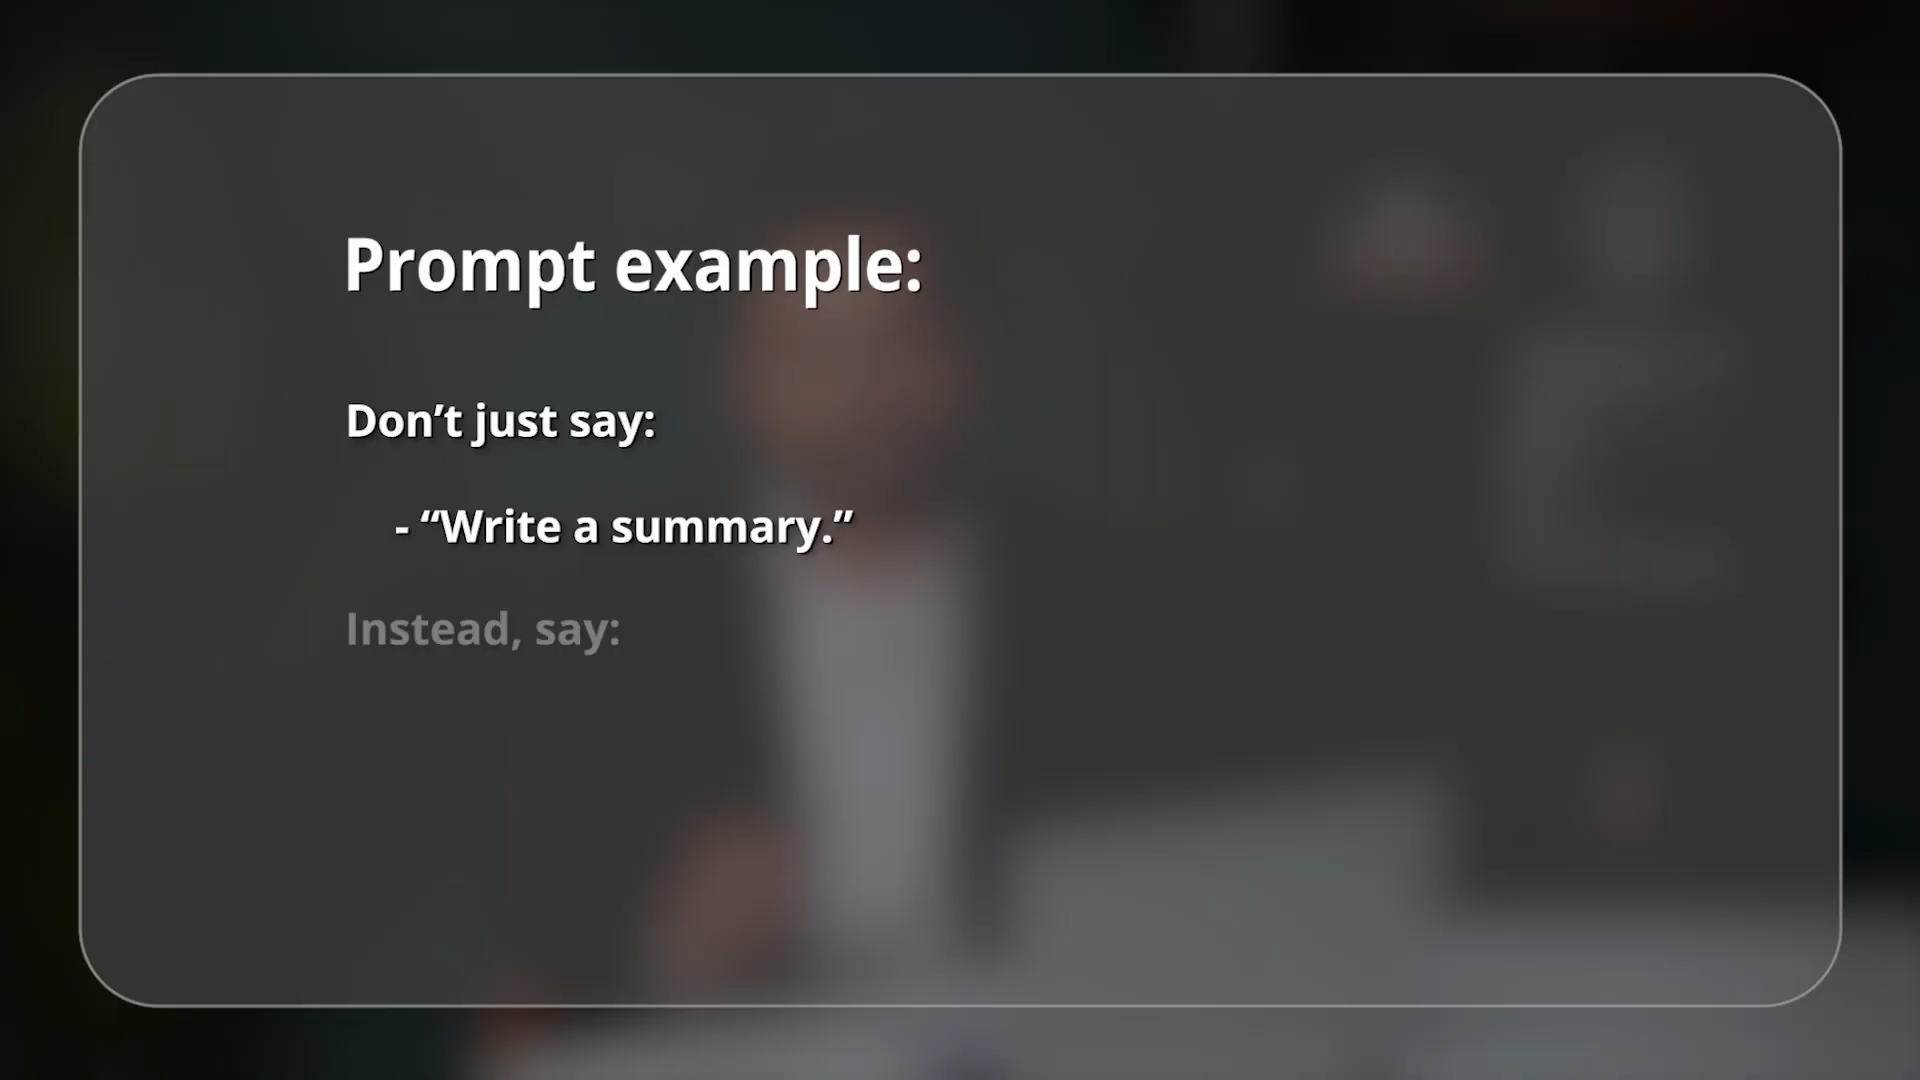 Prompt example:
Don’t just say:
- “Write a summary.”
Instead, say: